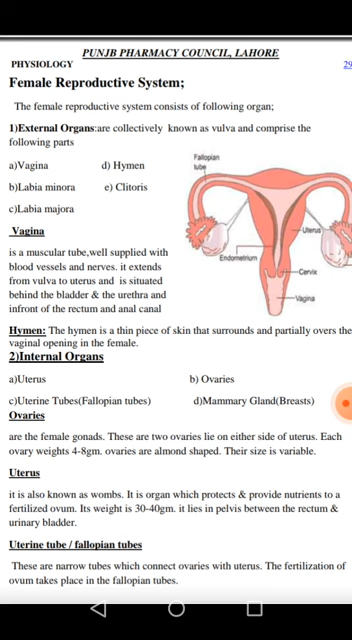 PUNJB PHARMACY COUNCIL, LAHORE
PHYSIOLOGY 29
Female Reproductive System;
The female reproductive system consists of following organ;
1)External Organs:are collectively known as vulva and comprise the
following parts
a)Vagina d) Hymen
b)Labia minora e) Clitoris
c)Labia majora
Fallopian
tube
Uterus
Endometrium
Cervix
Vagina
Vagina
is a muscular tube,well supplied with
blood vessels and nerves. it extends
from vulva to uterus and is situated
behind the bladder & the urethra and
infront of the rectum and anal canal
Hymen: The hymen is a thin piece of skin that surrounds and partially overs the
vaginal opening in the female.
2)Internal Organs
a)Uterus b) Ovaries
c)Uterine Tubes(Fallopian tubes) d)Mammary Gland(Breasts)
Ovaries
are the female gonads. These are two ovaries lie on either side of uterus. Each
ovary weights 4-8gm. ovaries are almond shaped. Their size is variable.
Uterus
it is also known as wombs. It is organ which protects & provide nutrients to a
fertilized ovum. Its weight is 30-40gm. it lies in pelvis between the rectum &
urinary bladder.
Uterine tube / fallopian tubes
These are narrow tubes which connect ovaries with uterus. The fertilization of
ovum takes place in the fallopian tubes.